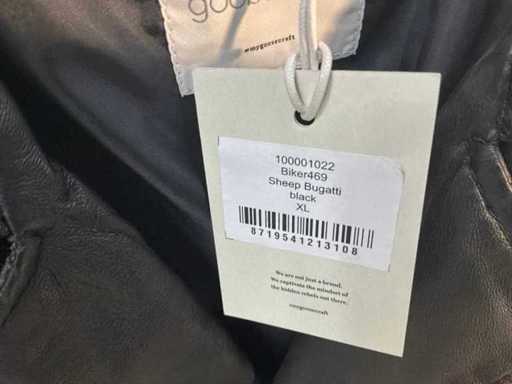 #mygoosecraft
100001022
Biker469
Sheep Bugatti
black
XL
8719541213108
We are not just a brand.
We captivate the mindset of
the hidden rebels out there.
#mygoosecraft